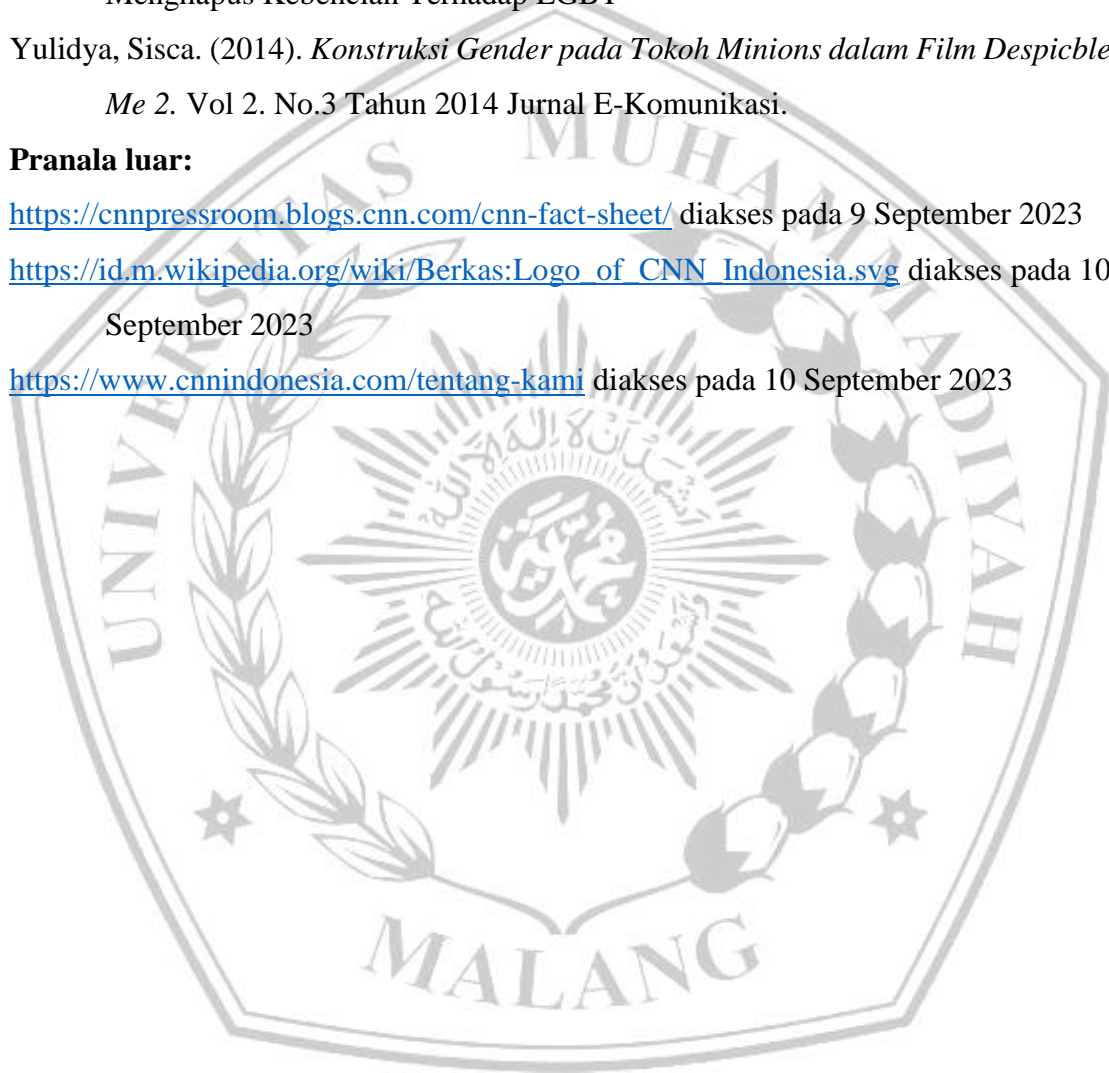 Menghapus Kebencian Terhadap LGBT
Yulidya, Sisca. (2014). Konstruksi Gender pada Tokoh Minions dalam Film Despicble
Me 2. Vol 2. No.3 Tahun 2014 Jurnal E-Komunikasi.
Pranala luar:
https://cnnpressroom.blogs.cnn.com/cnn-fact-sheet/ diakses pada 9 September 2023
https://id.m.wikipedia.org/wiki/Berkas:Logo_of_CNN_Indonesia.svg diakses pada 10
September 2023
https://www.cnnindonesia.com/tentang-kami diakses pada 10 September 2023
UNIVERSITAS MUHAMMADIYAH
MALANG